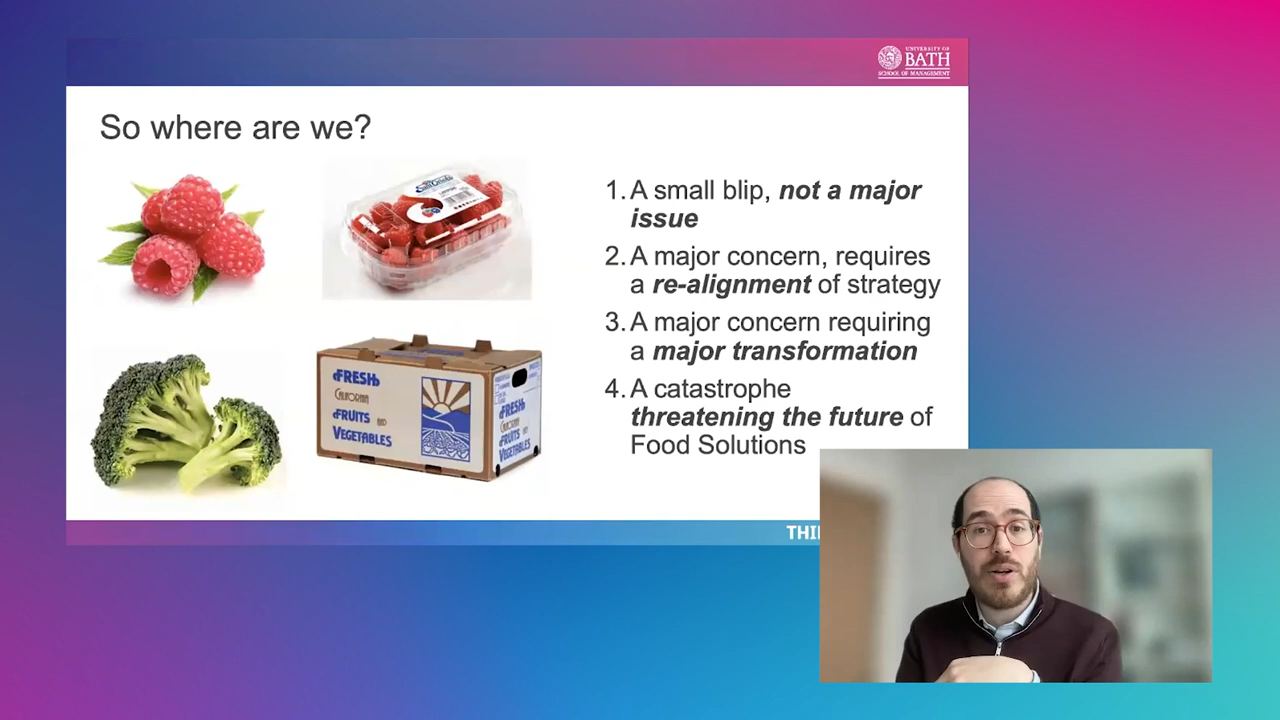 UNIVERSITY OF
BATH
SCHOOL OF MANAGEMENT
So where are we?
1. A small blip, not a major
issue
2. A major concern, requires
a re-alignment of strategy
3. A major concern requiring
a major transformation
4. A catastrophe
threatening the future of
Food Solutions
FRESH
CALIFORNIA
FRUITS AND
VEGETABLES
FRESH
CALIFORNIA
FRUITS AND
VEGETABLES